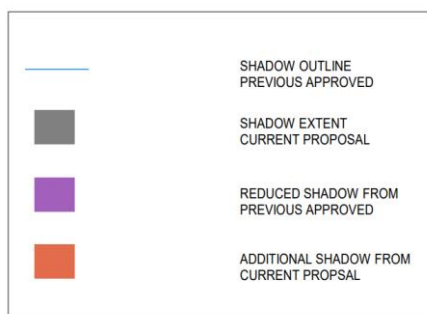 SHADOW OUTLINE
PREVIOUS APPROVED
SHADOW EXTENT
CURRENT PROPOSAL
REDUCED SHADOW FROM
PREVIOUS APPROVED
ADDITIONAL SHADOW FROM
CURRENT PROPSAL